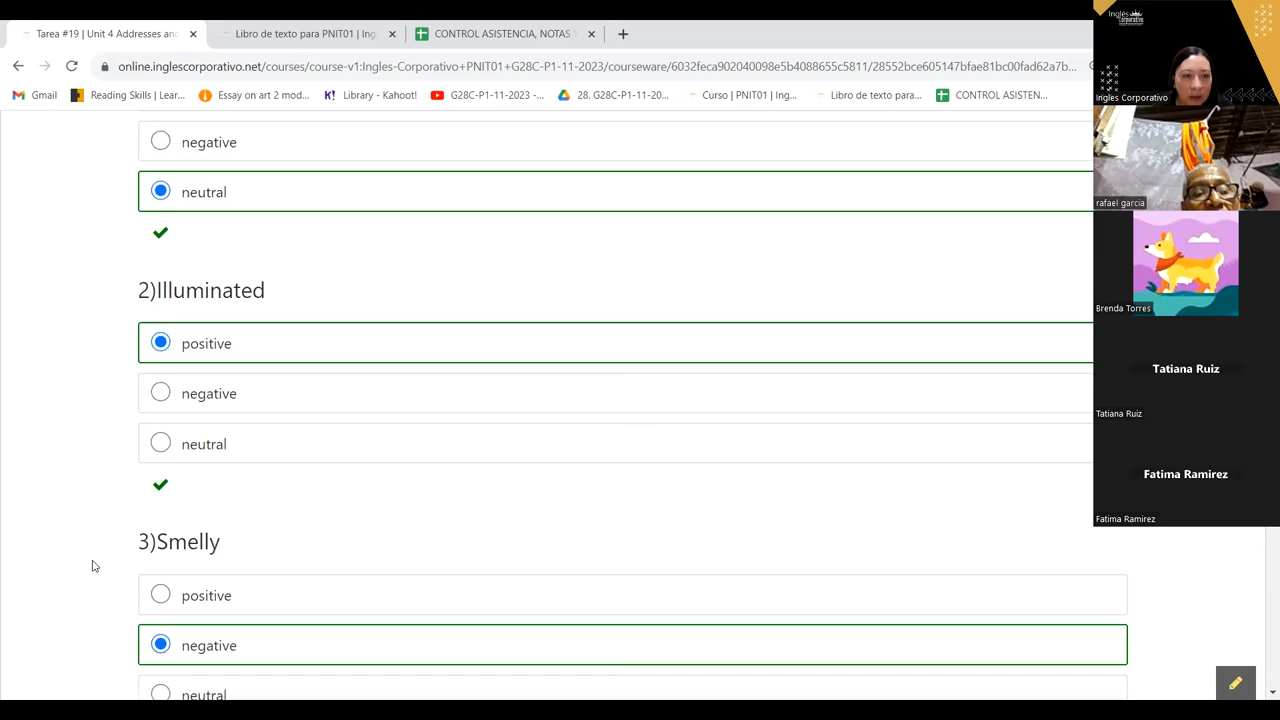 Tarea #19 | Unit 4 Addresses and
Libro de texto para PNIT01 | Ing
CONTROL ASISTENCIA, NOTAS
online.inglescorporativo.net/courses/course-v1:Ingles-Corporativo+PNIT01+G28C-P1-11-2023/courseware/6032feca902040098e5b4088655c5811/28552bce605147bfae81bc00fad62a7b...
Gmail
Reading Skills | Lear...
Essay on art 2 mod...
Library - Kan...
G28C-P1-11-2023 -...
28. G28C-P1-11-20...
Curso | PNIT01 | Ing...
Libro de texto para...
CONTROL ASISTEN...
negative
neutral
2)Illuminated
positive
negative
neutral
3)Smelly
positive
negative
neutral
Inglés
Corporativo
Ingles Corporativo
rafael garcia
Brenda Torres
Tatiana Ruiz
Tatiana Ruiz
Fatima Ramirez
Fatima Ramirez